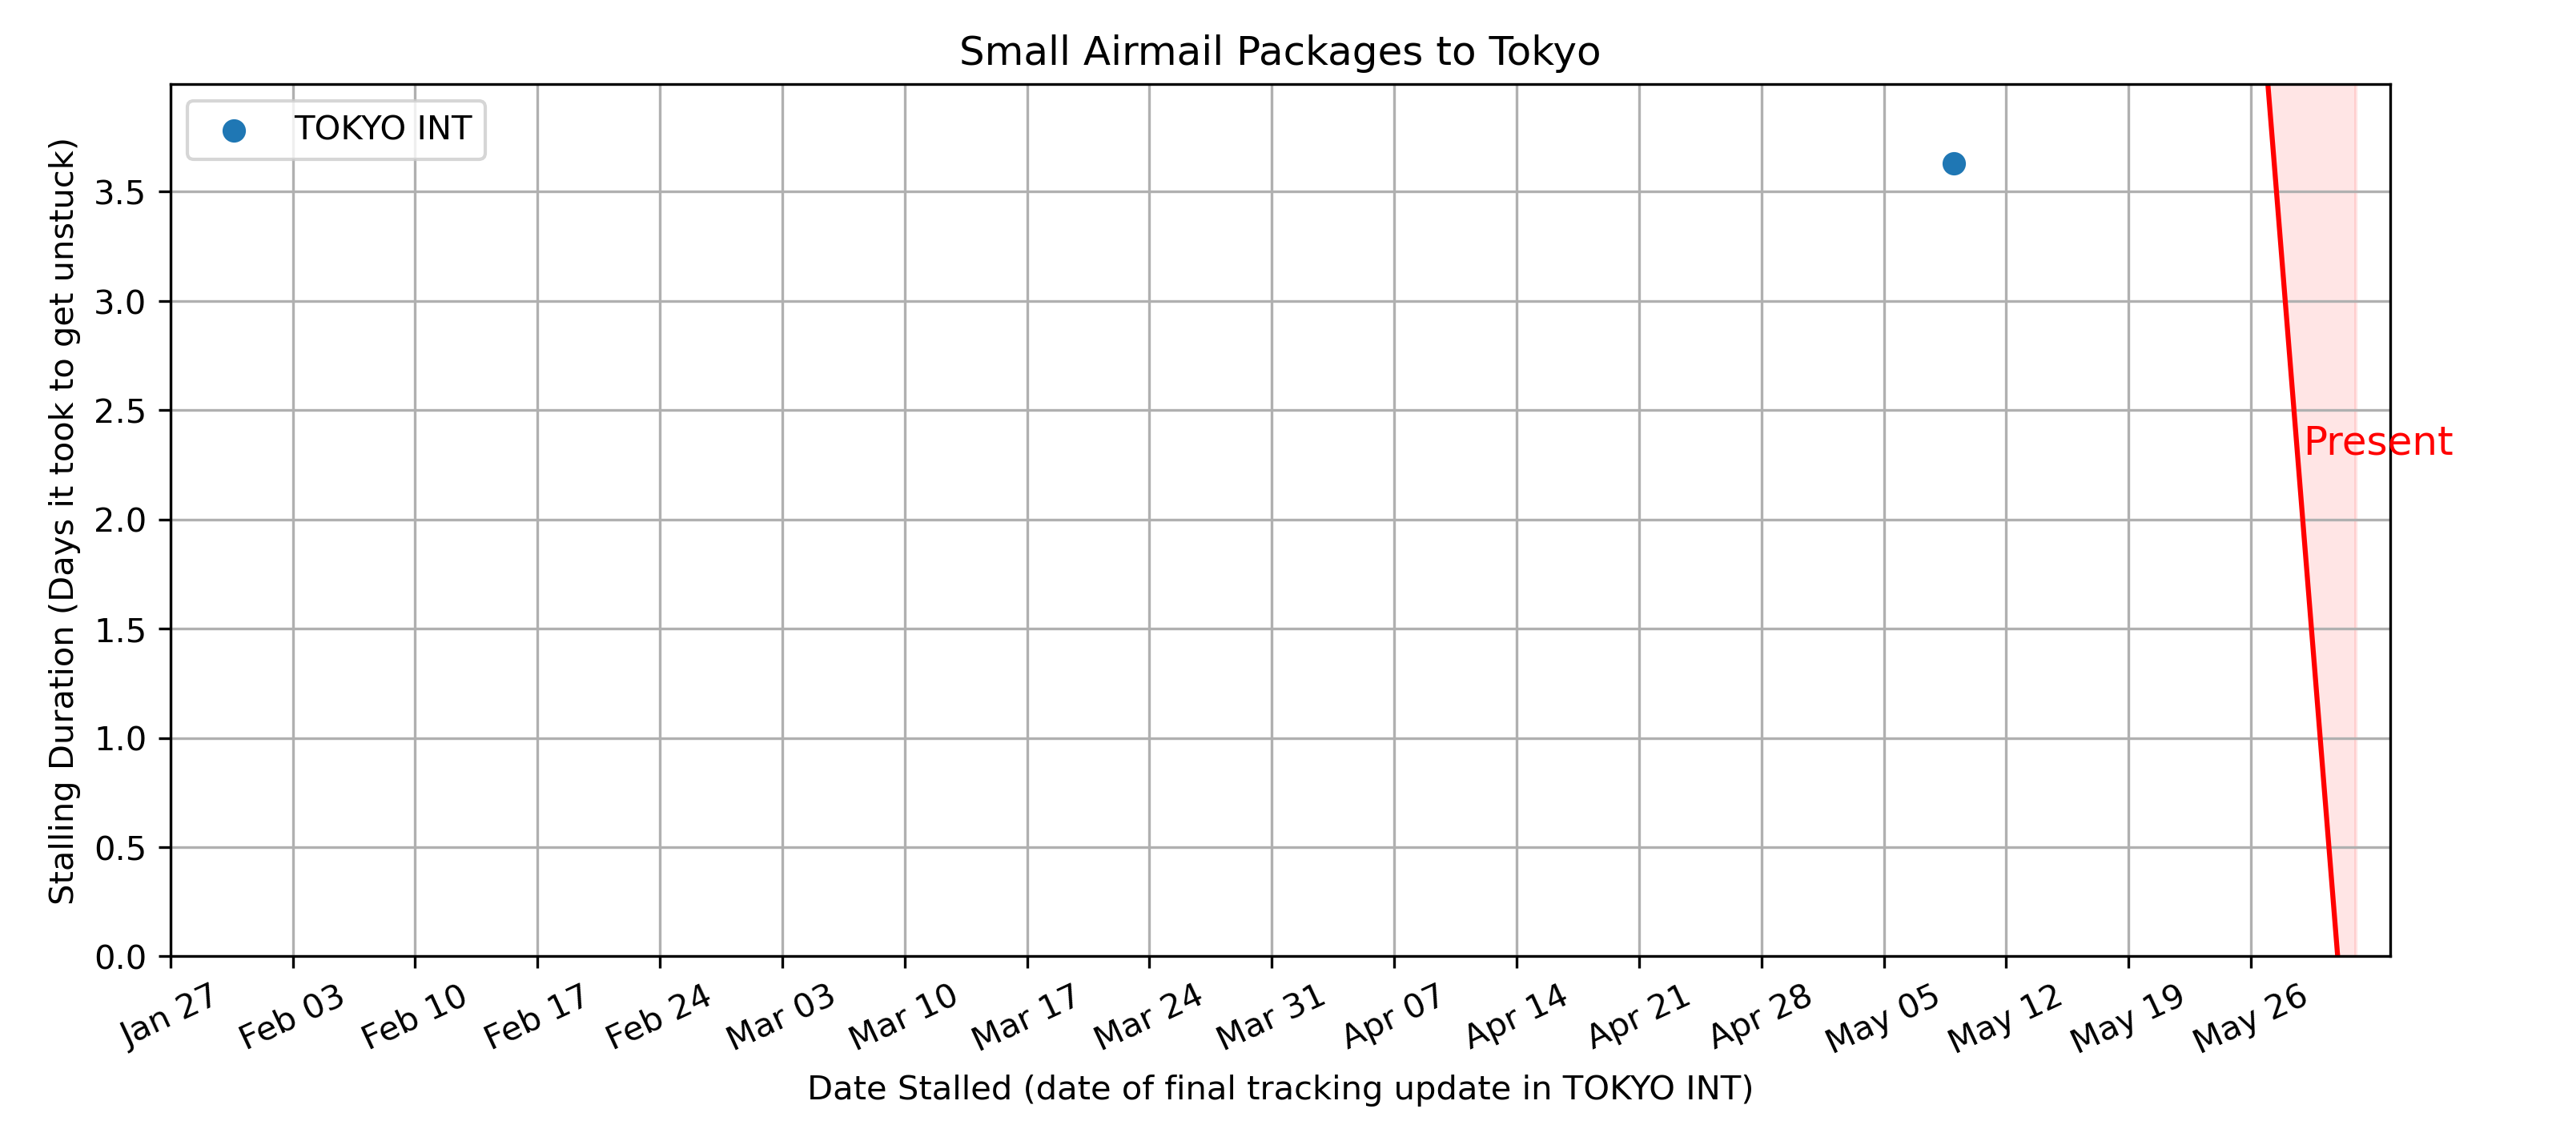 Small Airmail Packages to Tokyo
TOKYO INT
Stalling Duration (Days it took to get unstuck)
3.5
3.0
2.5
2.0
1.5
1.0
0.5
0.0
Present
Jan 27
Feb 03
Feb 10
Feb 17
Feb 24
Mar 03
Mar 10
Mar 17
Mar 24
Mar 31
Apr 07
Apr 14
Apr 21
Apr 28
May 05
May 12
May 19
May 26
Date Stalled (date of final tracking update in TOKYO INT)